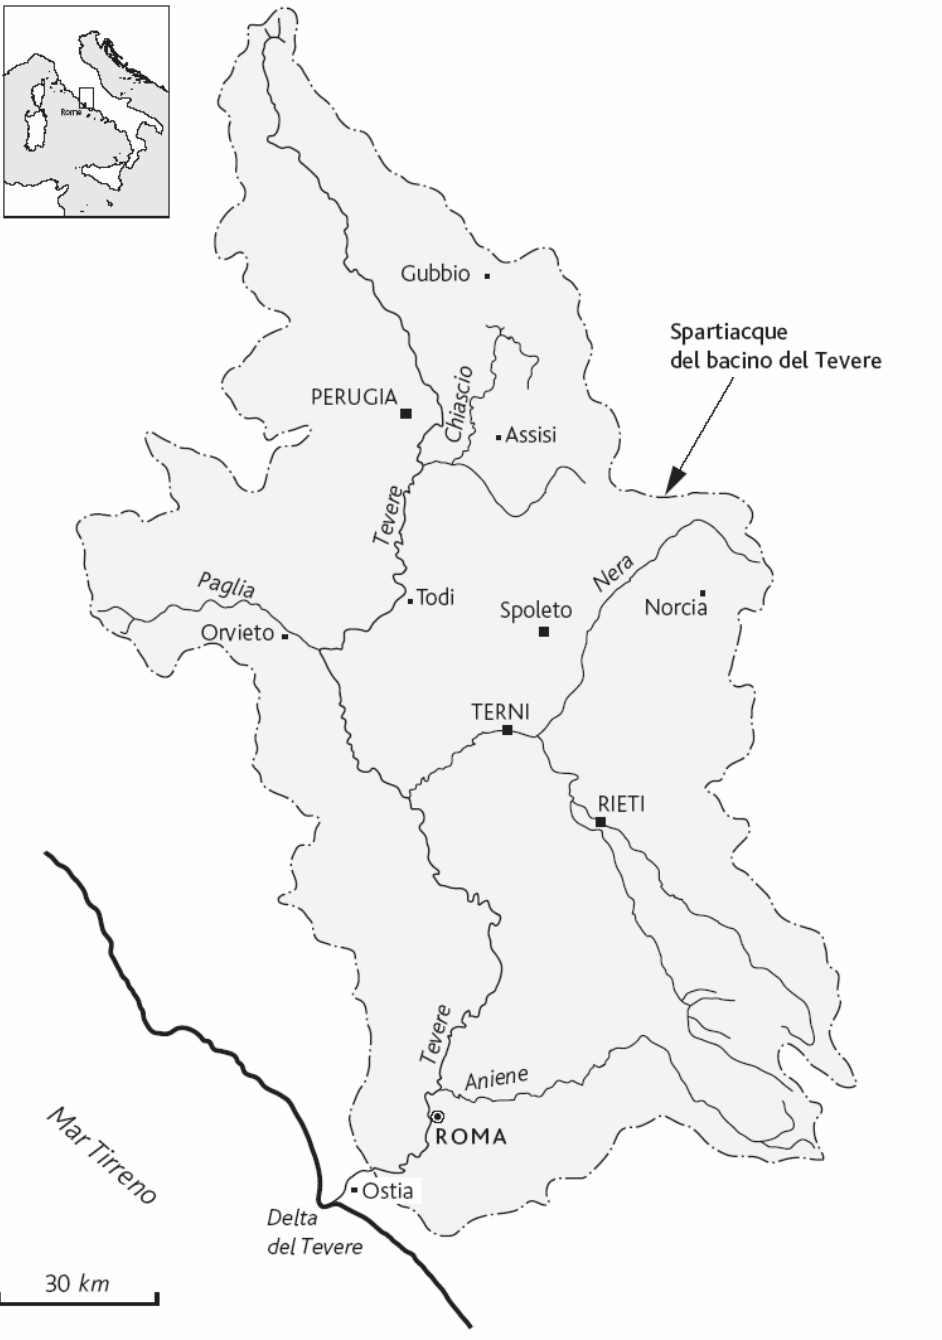 Rome
Gubbio
Spartiacque
del bacino del Tevere
PERUGIA
Chiascio
Assisi
Tevere
Paglia
Todi
Nera
Spoleto
Norcia
Orvieto
TERNI
RIETI
Tevere
Aniene
ROMA
Mar Tirreno
Ostia
Delta
del Tevere
30 km